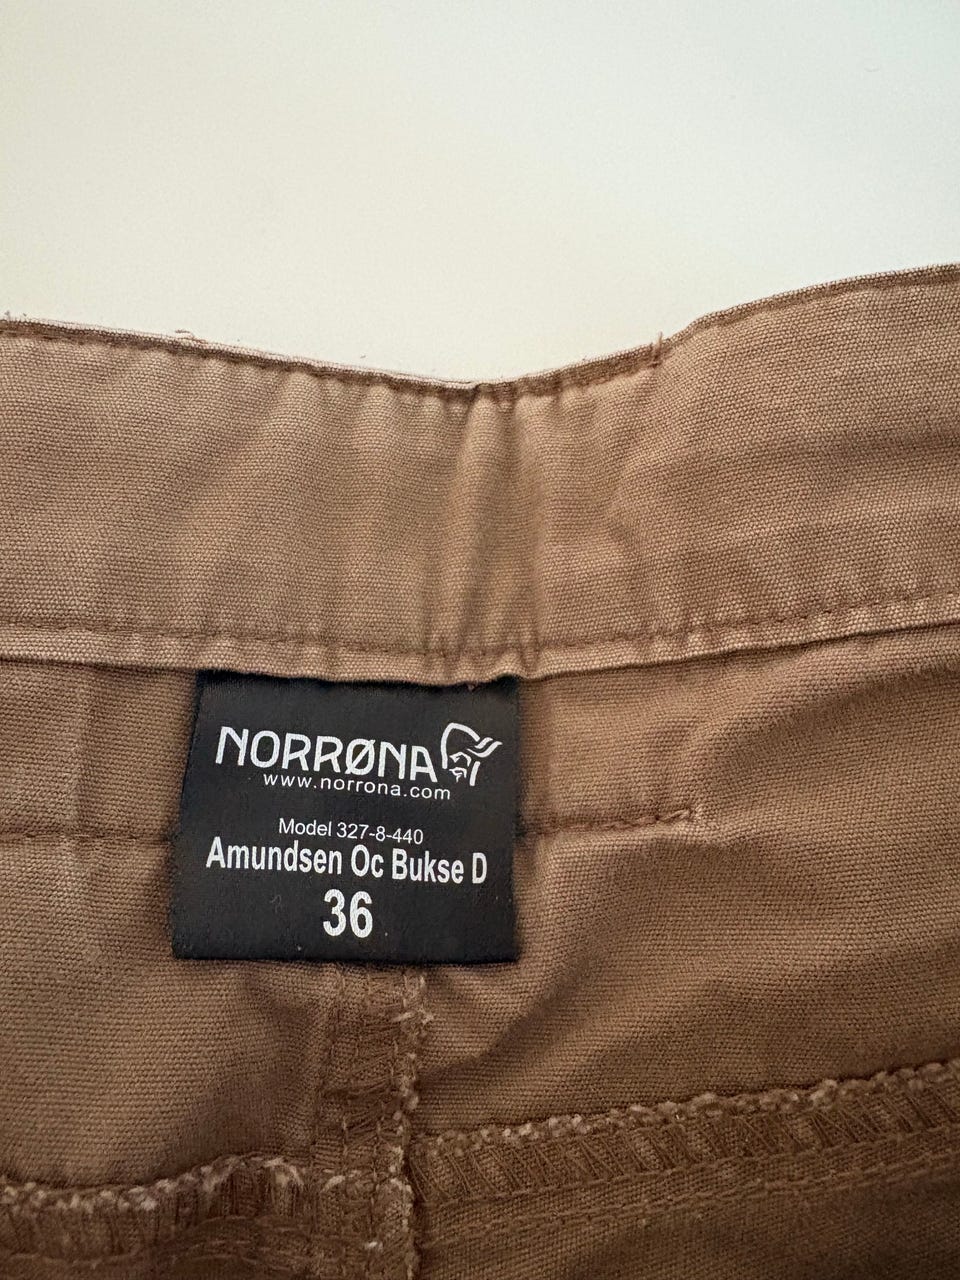 NORRØNA
www.norrona.com
Model 327-8-440
Amundsen Oc Bukse D
36